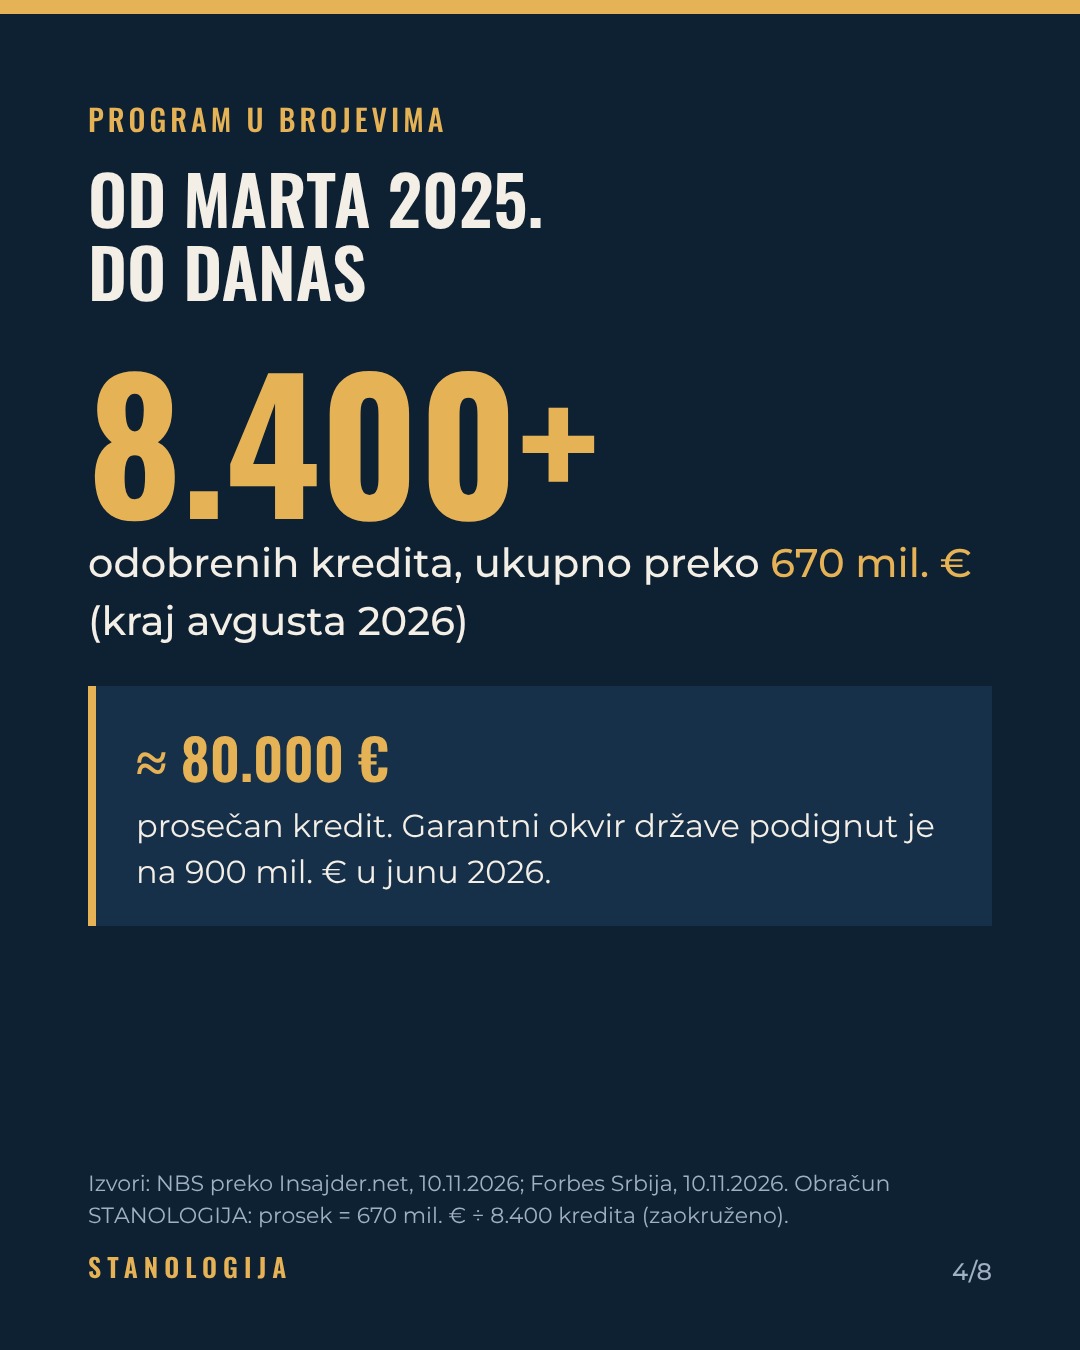 PROGRAM U BROJEVIMA
OD MARTA 2025.
DO DANAS
8.400+
odobrenih kredita, ukupno preko 670 mil. €
(kraj avgusta 2026)
≈ 80.000 €
prosečan kredit. Garantni okvir države podignut je
na 900 mil. € u junu 2026.
Izvori: NBS preko Insajder.net, 10.11.2026; Forbes Srbija, 10.11.2026. Obračun
STANOLOGIJA: prosek = 670 mil. € ÷ 8.400 kredita (zaokruženo).
STANOLOGIJA
4/8